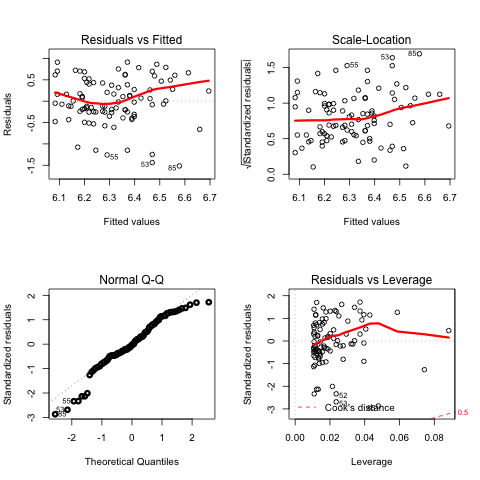 Residuals vs Fitted
Residuals
0.5
-0.5
-1.5
55
53
85
6.1 6.2 6.3 6.4 6.5 6.6 6.7
Fitted values
Scale-Location
√|Standardized residuals|
1.5
1.0
0.5
0.0
55
53
85
6.1 6.2 6.3 6.4 6.5 6.6 6.7
Fitted values
Normal Q-Q
Standardized residuals
2
1
0
-1
-2
-3
55
53
85
-2 -1 0 1 2
Theoretical Quantiles
Residuals vs Leverage
Standardized residuals
2
1
0
-1
-2
-3
52
53
Cook's distance
0.5
0.00 0.02 0.04 0.06 0.08
Leverage